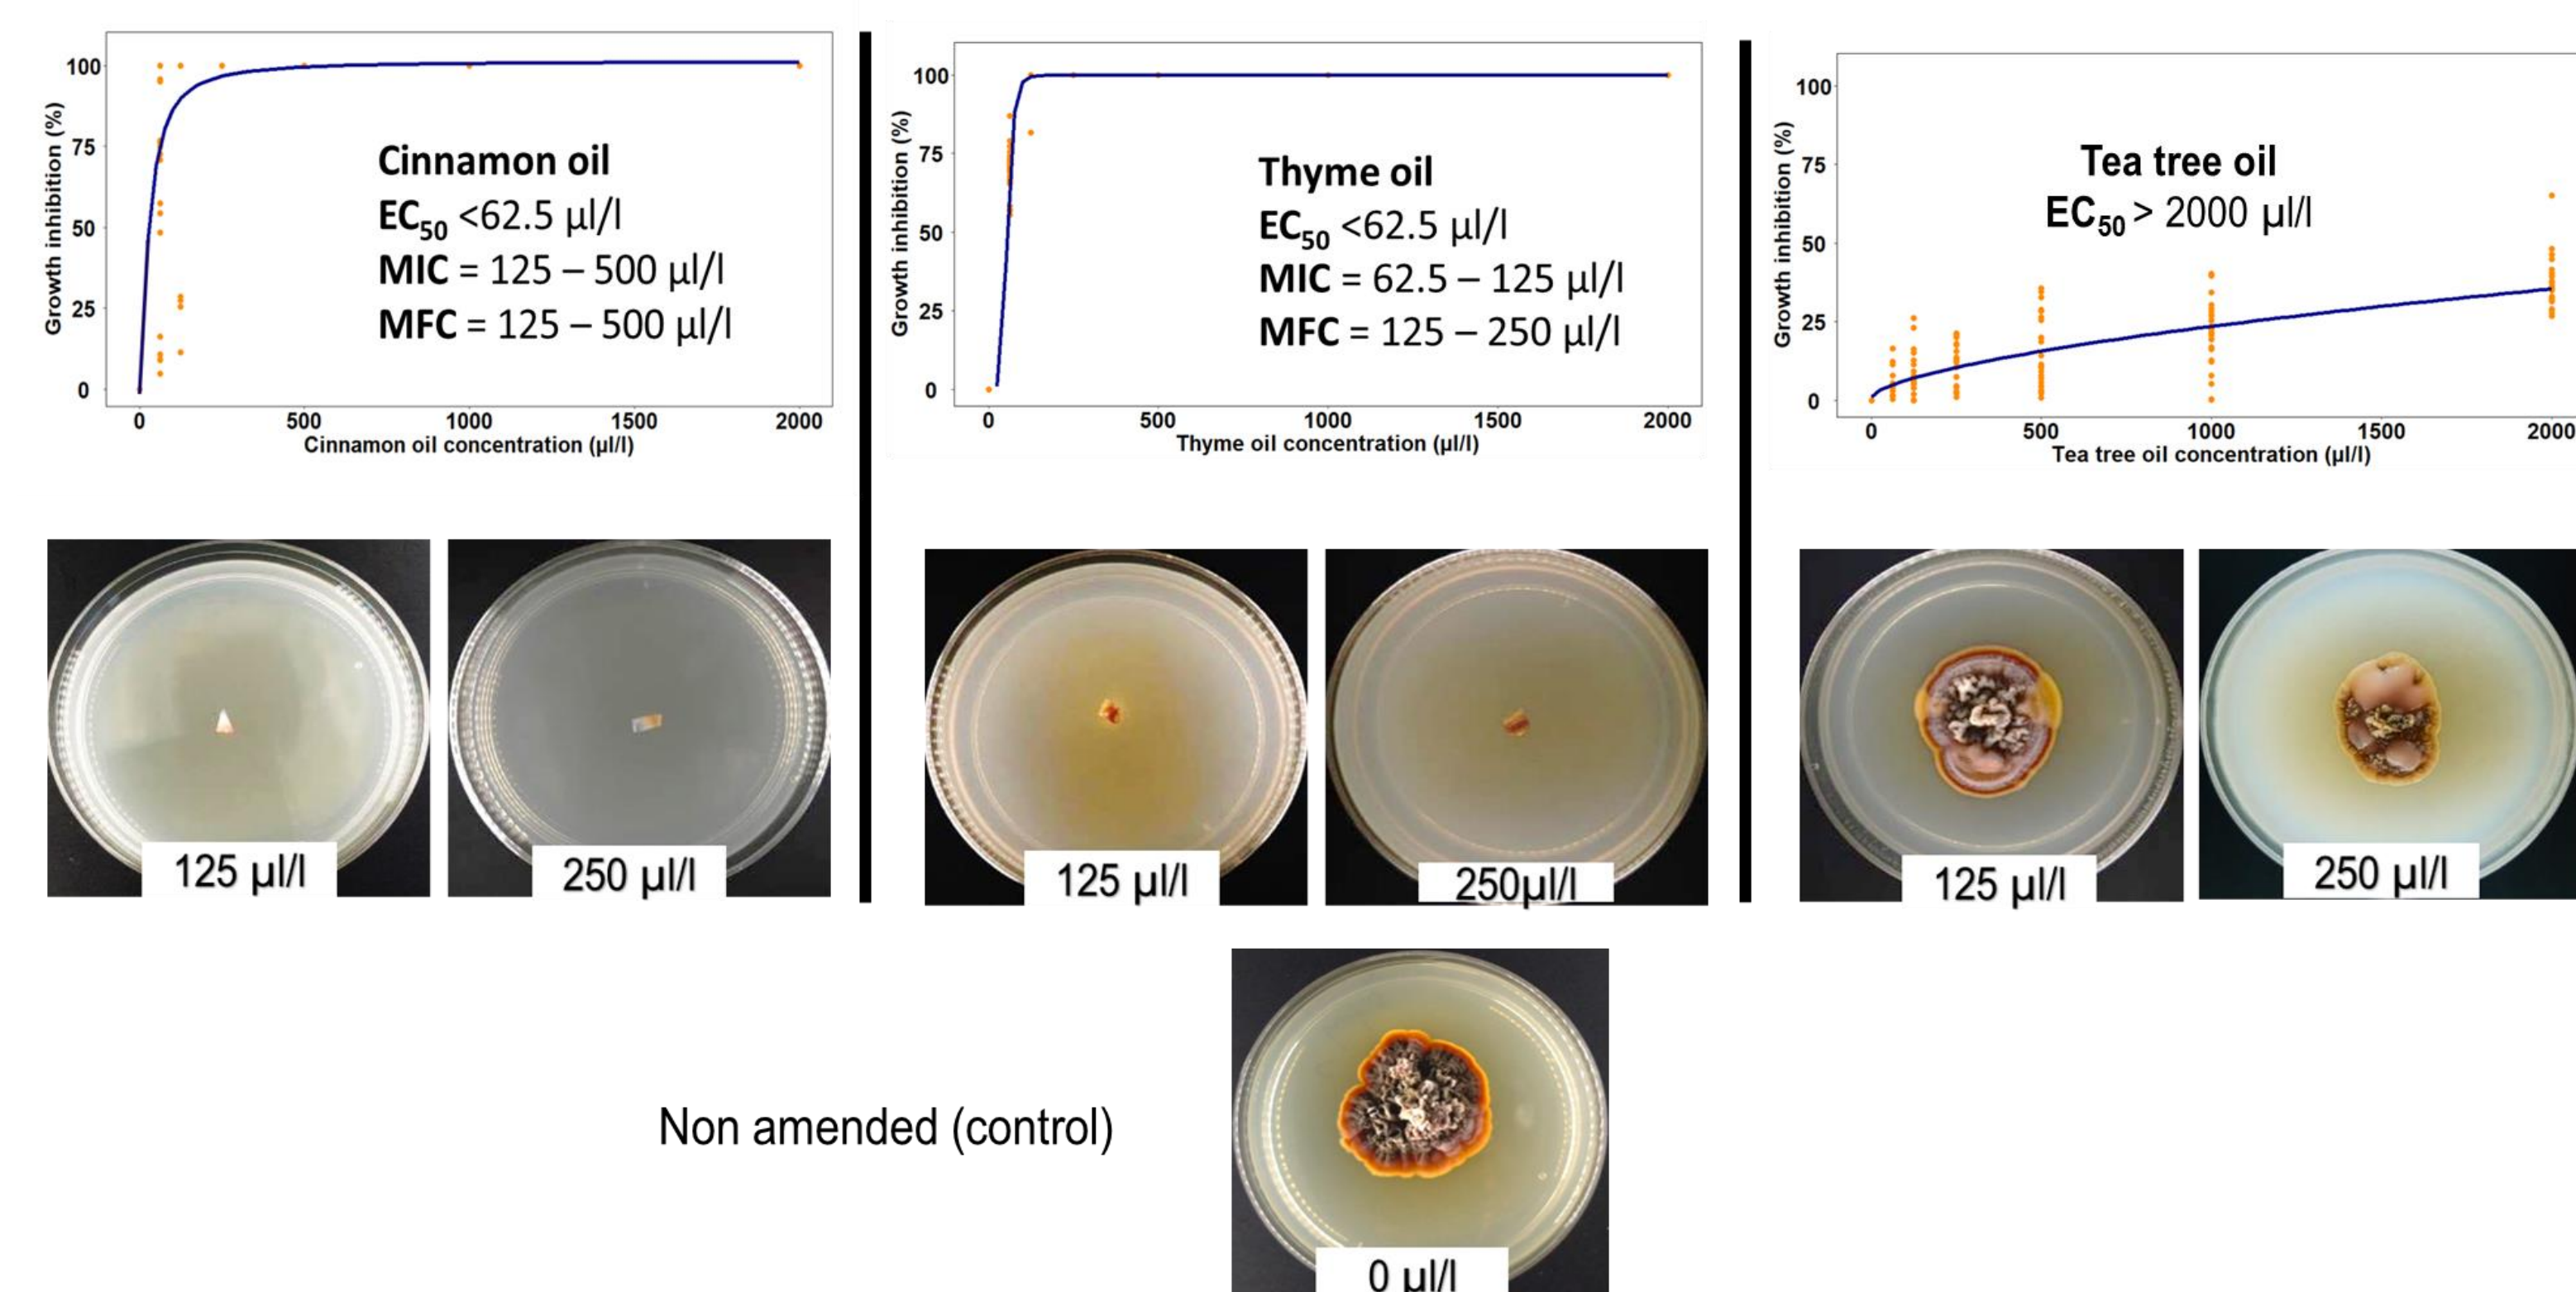 Growth inhibition (%)
100
75
50
25
0
Cinnamon oil
EC50 <62.5 µl/l
MIC = 125 – 500 µl/l
MFC = 125 – 500 µl/l
0 500 1000 1500 2000
Cinnamon oil concentration (µl/l)
Growth inhibition (%)
100
75
50
25
0
Thyme oil
EC50 <62.5 µl/l
MIC = 62.5 – 125 µl/l
MFC = 125 – 250 µl/l
0 500 1000 1500 2000
Thyme oil concentration (µl/l)
Growth inhibition (%)
100
75
50
25
0
Tea tree oil
EC50 > 2000 µl/l
0 500 1000 1500 2000
Tea tree oil concentration (µl/l)
125 µl/l
250 µl/l
125 µl/l
250µl/l
125 µl/l
250 µl/l
Non amended (control)
0 µl/l